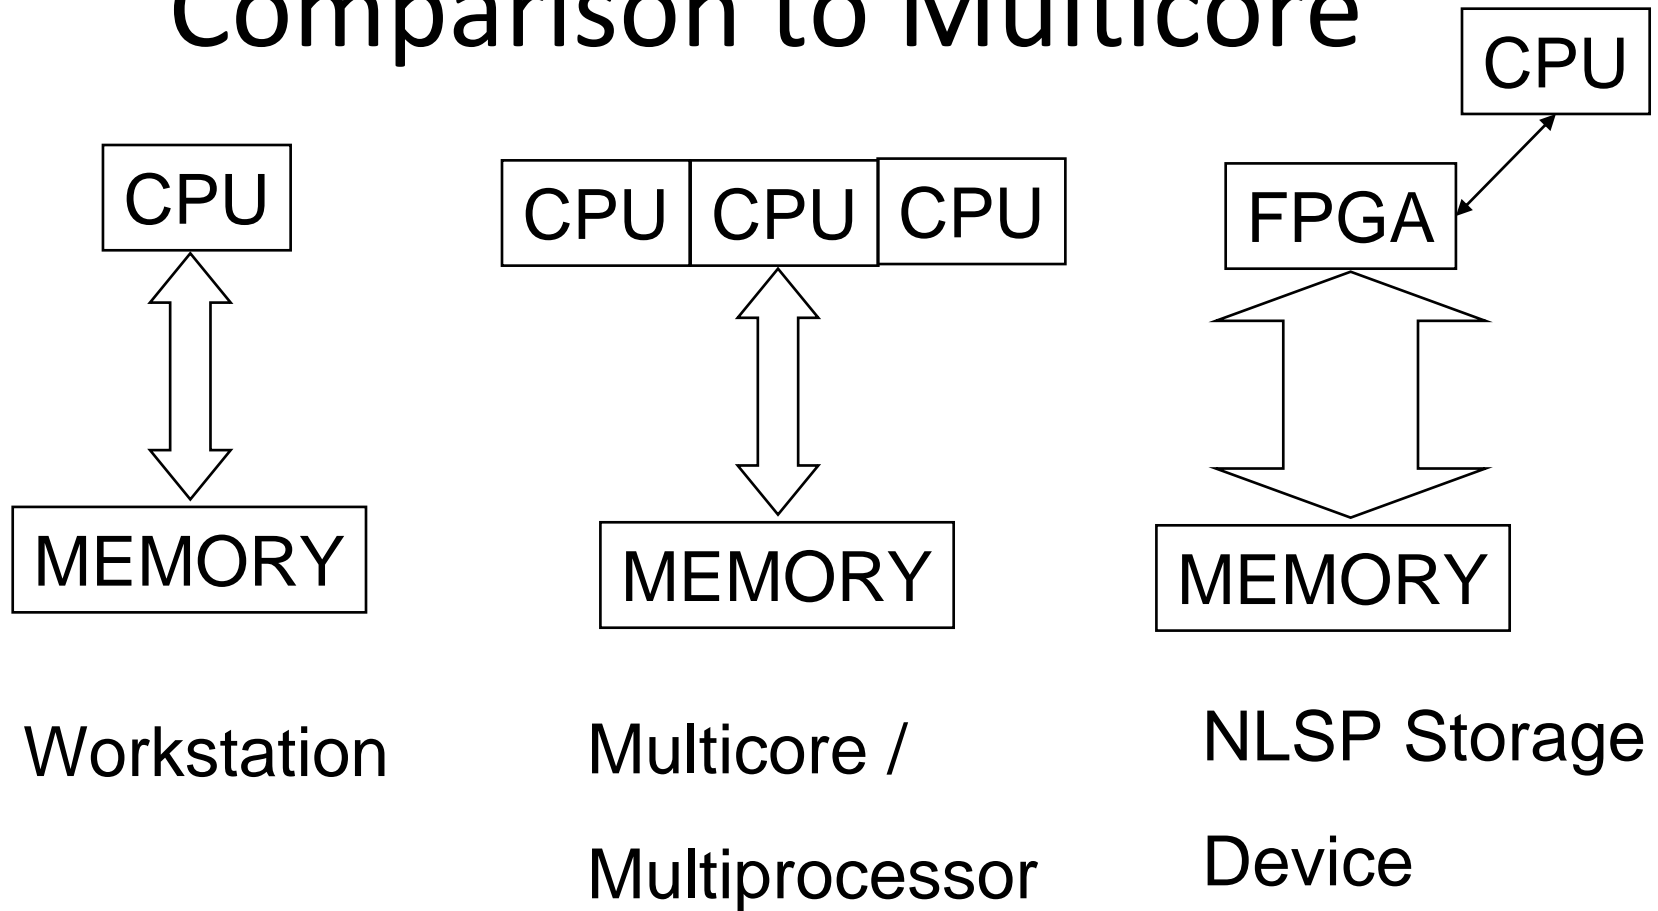 Comparison to Multicore
CPU
CPU
CPU CPU CPU
FPGA
MEMORY
MEMORY
MEMORY
Workstation
Multicore /
Multiprocessor
NLSP Storage
Device